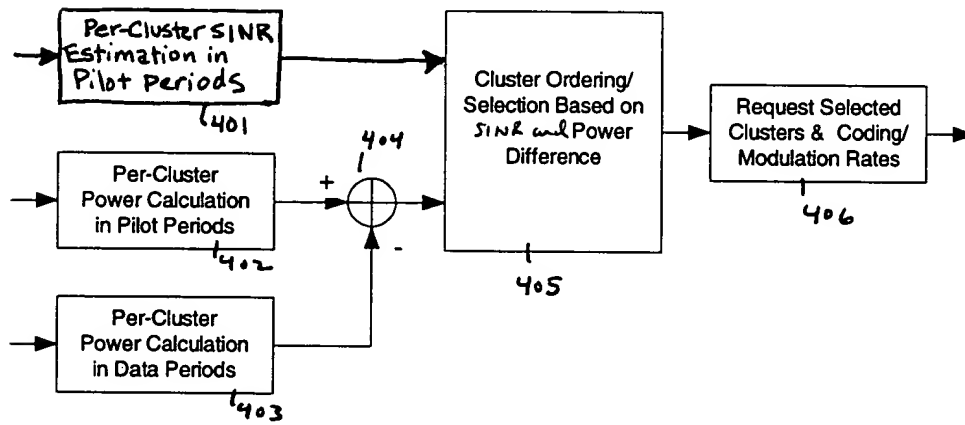 Per-Cluster SINR
Estimation in
Pilot Periods
401
Per-Cluster
Power Calculation
in Pilot Periods
402
Per-Cluster
Power Calculation
in Data Periods
403
404
+
-
Cluster Ordering/
Selection Based on
SINR and Power
Difference
405
Request Selected
Clusters & Coding/
Modulation Rates
406